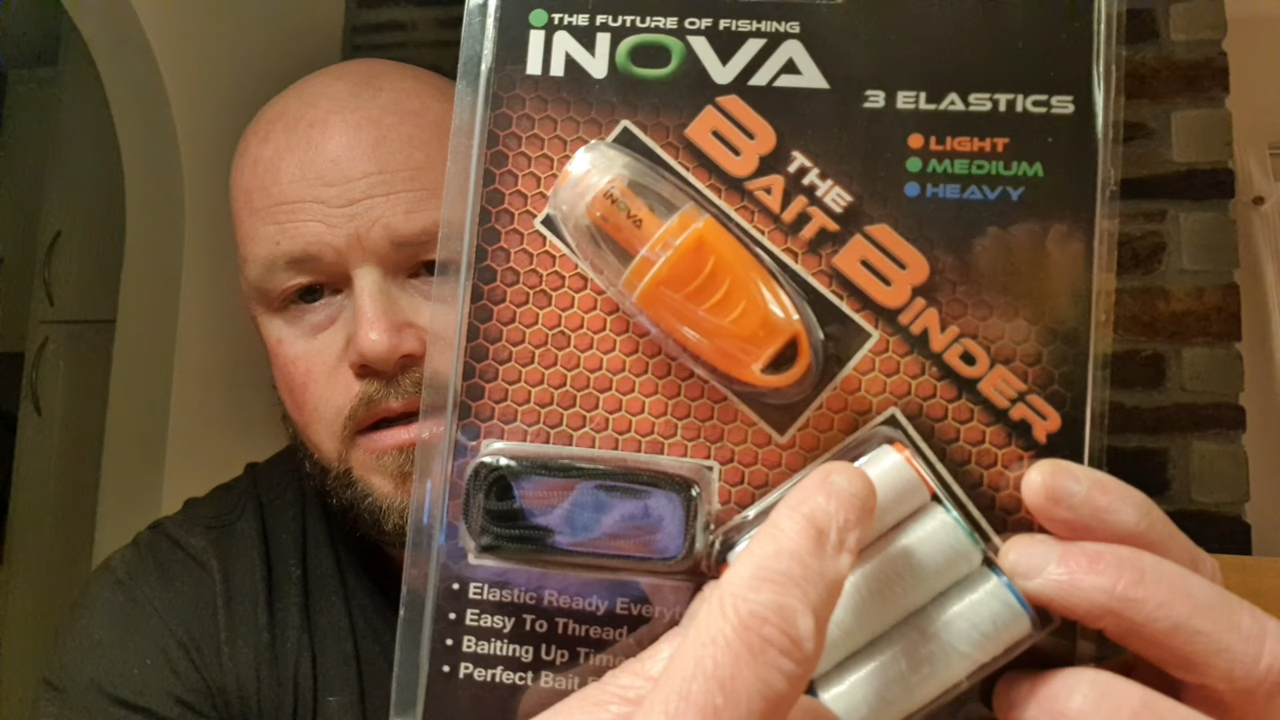 THE FUTURE OF FISHING
INOVA
3 ELASTICS
LIGHT
MEDIUM
HEAVY
THE
BAIT BINDER
INOVA
• Elastic Ready
• Easy To Thread
• Baiting Up
• Perfect Bait